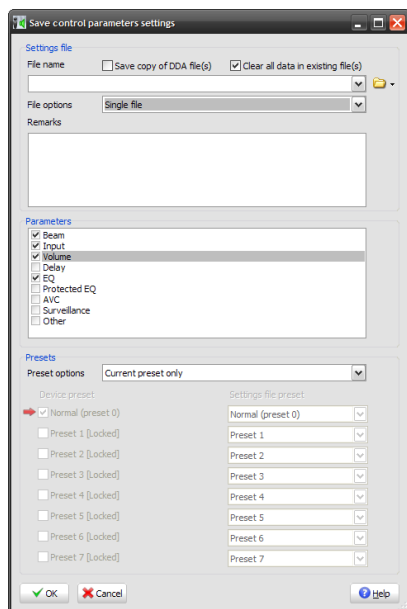 Save control parameters settings
Settings file
File name Save copy of DDA file(s) Clear all data in existing file(s)
File options Single file
Remarks
Parameters
Beam
Input
Volume
Delay
EQ
Protected EQ
AVC
Surveillance
Other
Presets
Preset options Current preset only
Device preset Settings file preset
Normal (preset 0) Normal (preset 0)
Preset 1 [Locked] Preset 1
Preset 2 [Locked] Preset 2
Preset 3 [Locked] Preset 3
Preset 4 [Locked] Preset 4
Preset 5 [Locked] Preset 5
Preset 6 [Locked] Preset 6
Preset 7 [Locked] Preset 7
OK Cancel Help